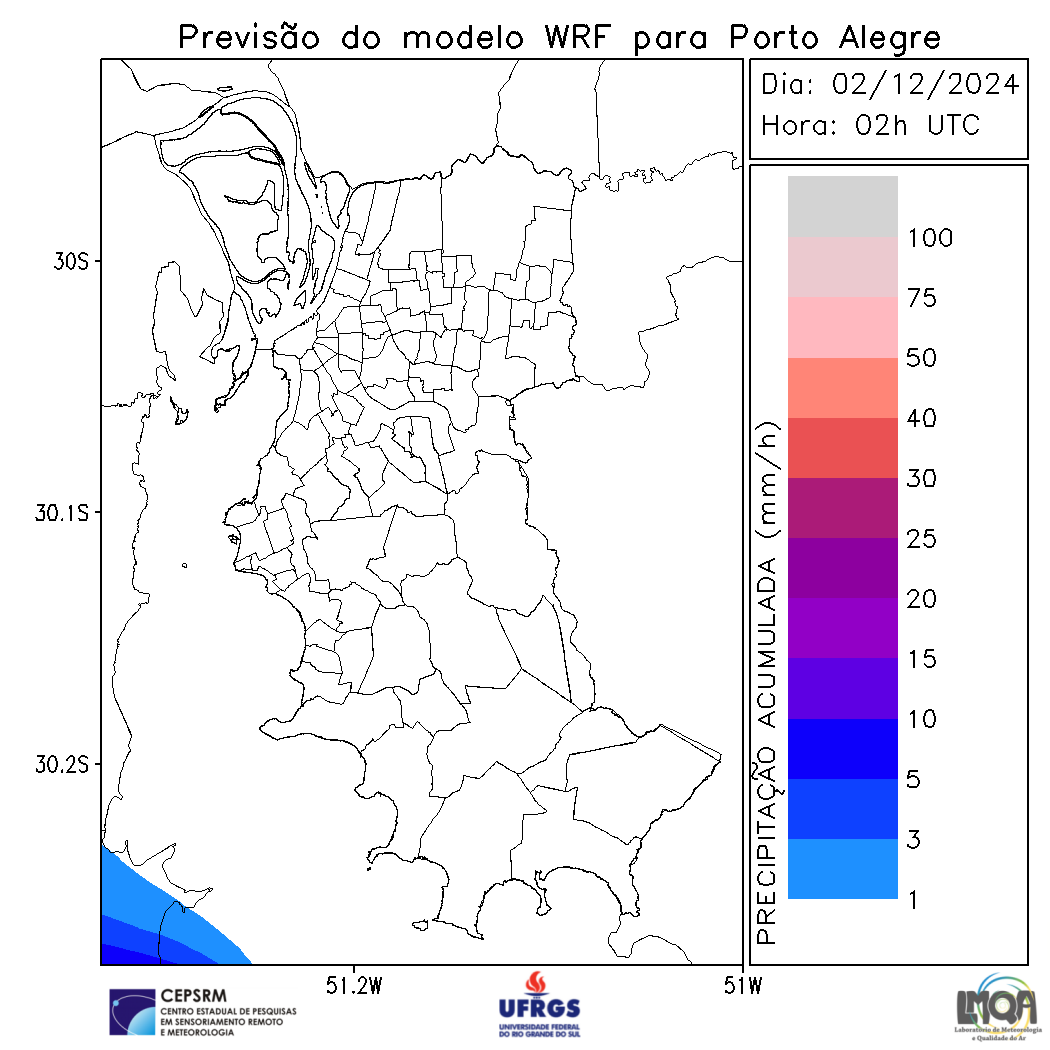 Previsão do modelo WRF para Porto Alegre
Dia: 02/12/2024
Hora: 02h UTC
30S
30.1S
30.2S
51.2W
51W
PRECIPITAÇÃO ACUMULADA (mm/h)
100
75
50
40
30
25
20
15
10
5
3
1
CEPSRM
CENTRO ESTADUAL DE PESQUISAS
EM SENSORIAMENTO REMOTO
E METEOROLOGIA
UFRGS
UNIVERSIDADE FEDERAL
DO RIO GRANDE DO SUL
LMQA
Laboratório de Meteorologia
e Qualidade do Ar